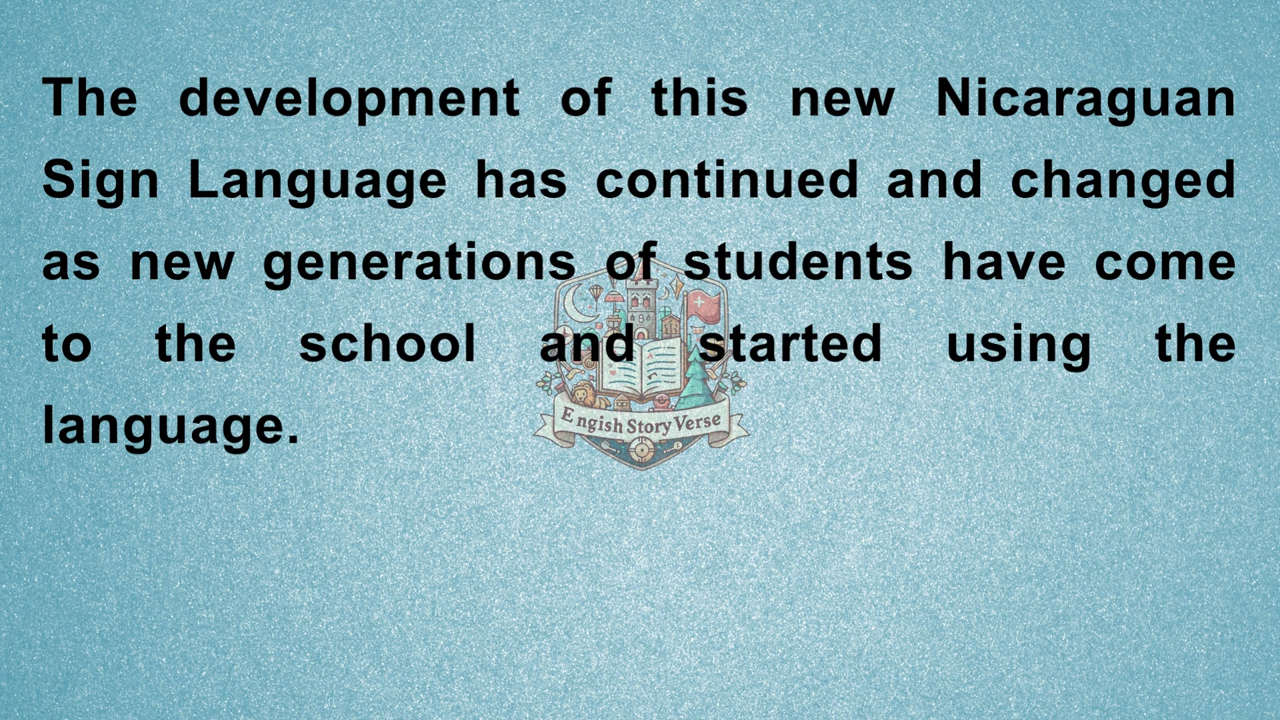 The development of this new Nicaraguan
Sign Language has continued and changed
as new generations of students have come
to the school and started using the
language.
Engish Story Verse